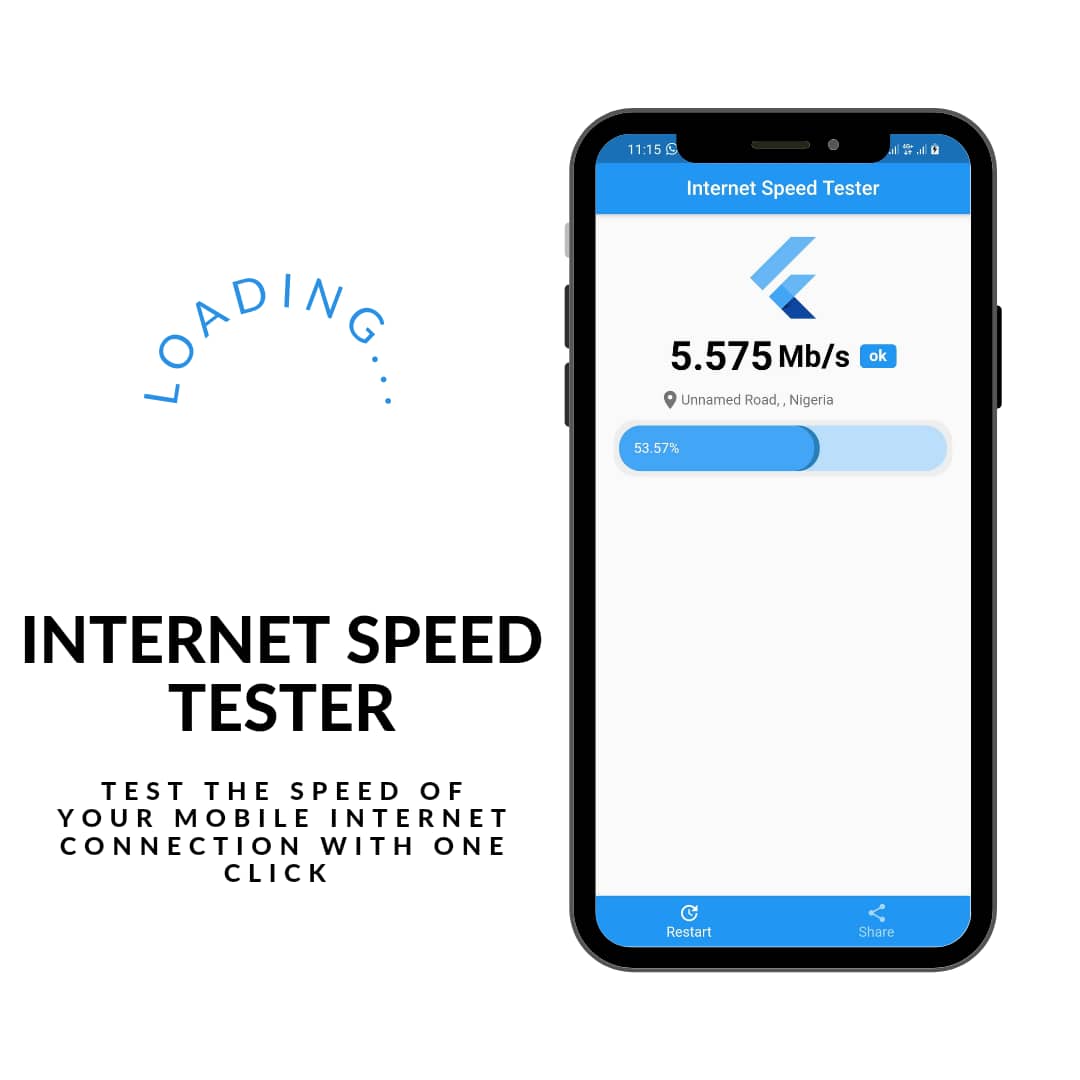 LOADING...
INTERNET SPEED
TESTER
TEST THE SPEED OF
YOUR MOBILE INTERNET
CONNECTION WITH ONE
CLICK
11:15
4G+
Internet Speed Tester
5.575 Mb/s ok
Unnamed Road, , Nigeria
53.57%
Restart
Share